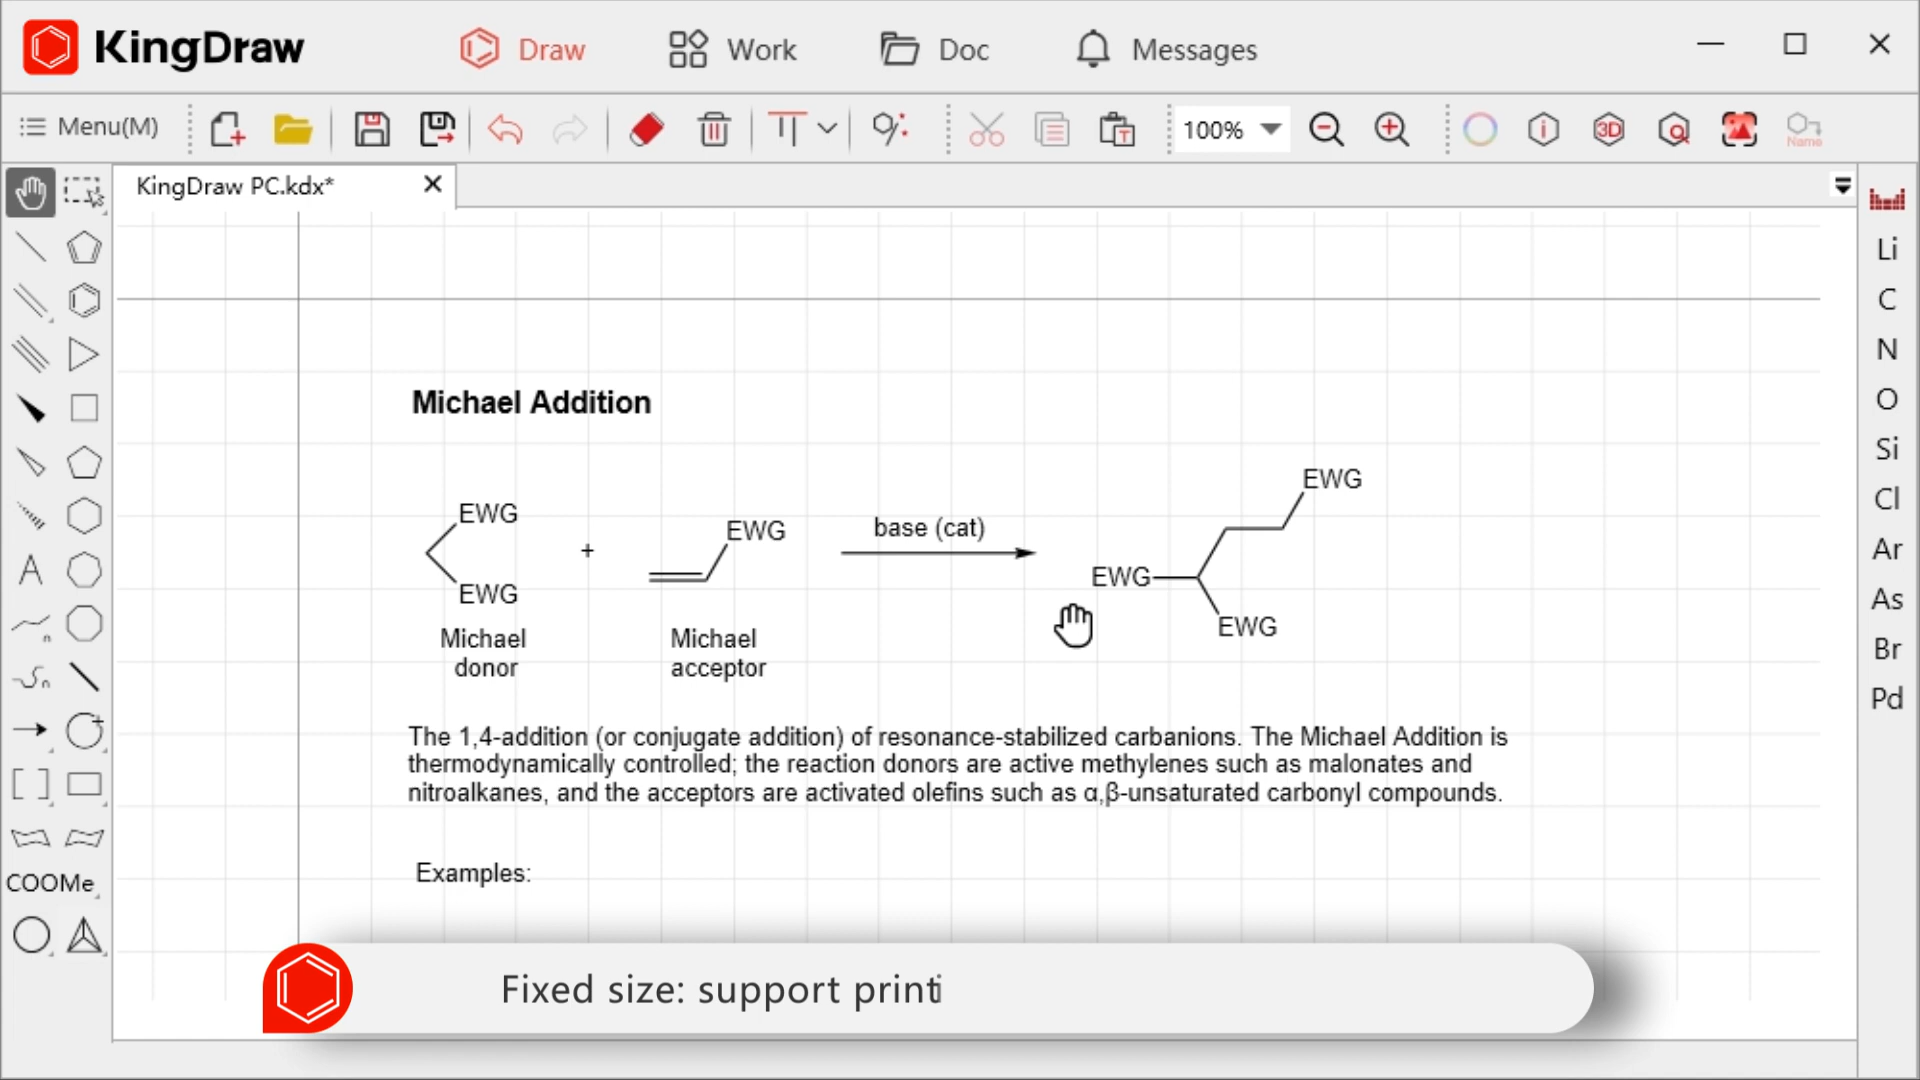 KingDraw
Draw
Work
Doc
Messages
Menu(M)
100%
3D
Name
KingDraw PC.kdx*
Li
C
N
O
Si
Cl
Ar
As
Br
Pd
A
n
n
COOMe
Michael Addition
EWG
EWG
+
EWG
base (cat)
EWG
EWG
EWG
Michael
donor
Michael
acceptor
The 1,4-addition (or conjugate addition) of resonance-stabilized carbanions. The Michael Addition is
thermodynamically controlled; the reaction donors are active methylenes such as malonates and
nitroalkanes, and the acceptors are activated olefins such as α,β-unsaturated carbonyl compounds.
Examples:
Fixed size: support printi